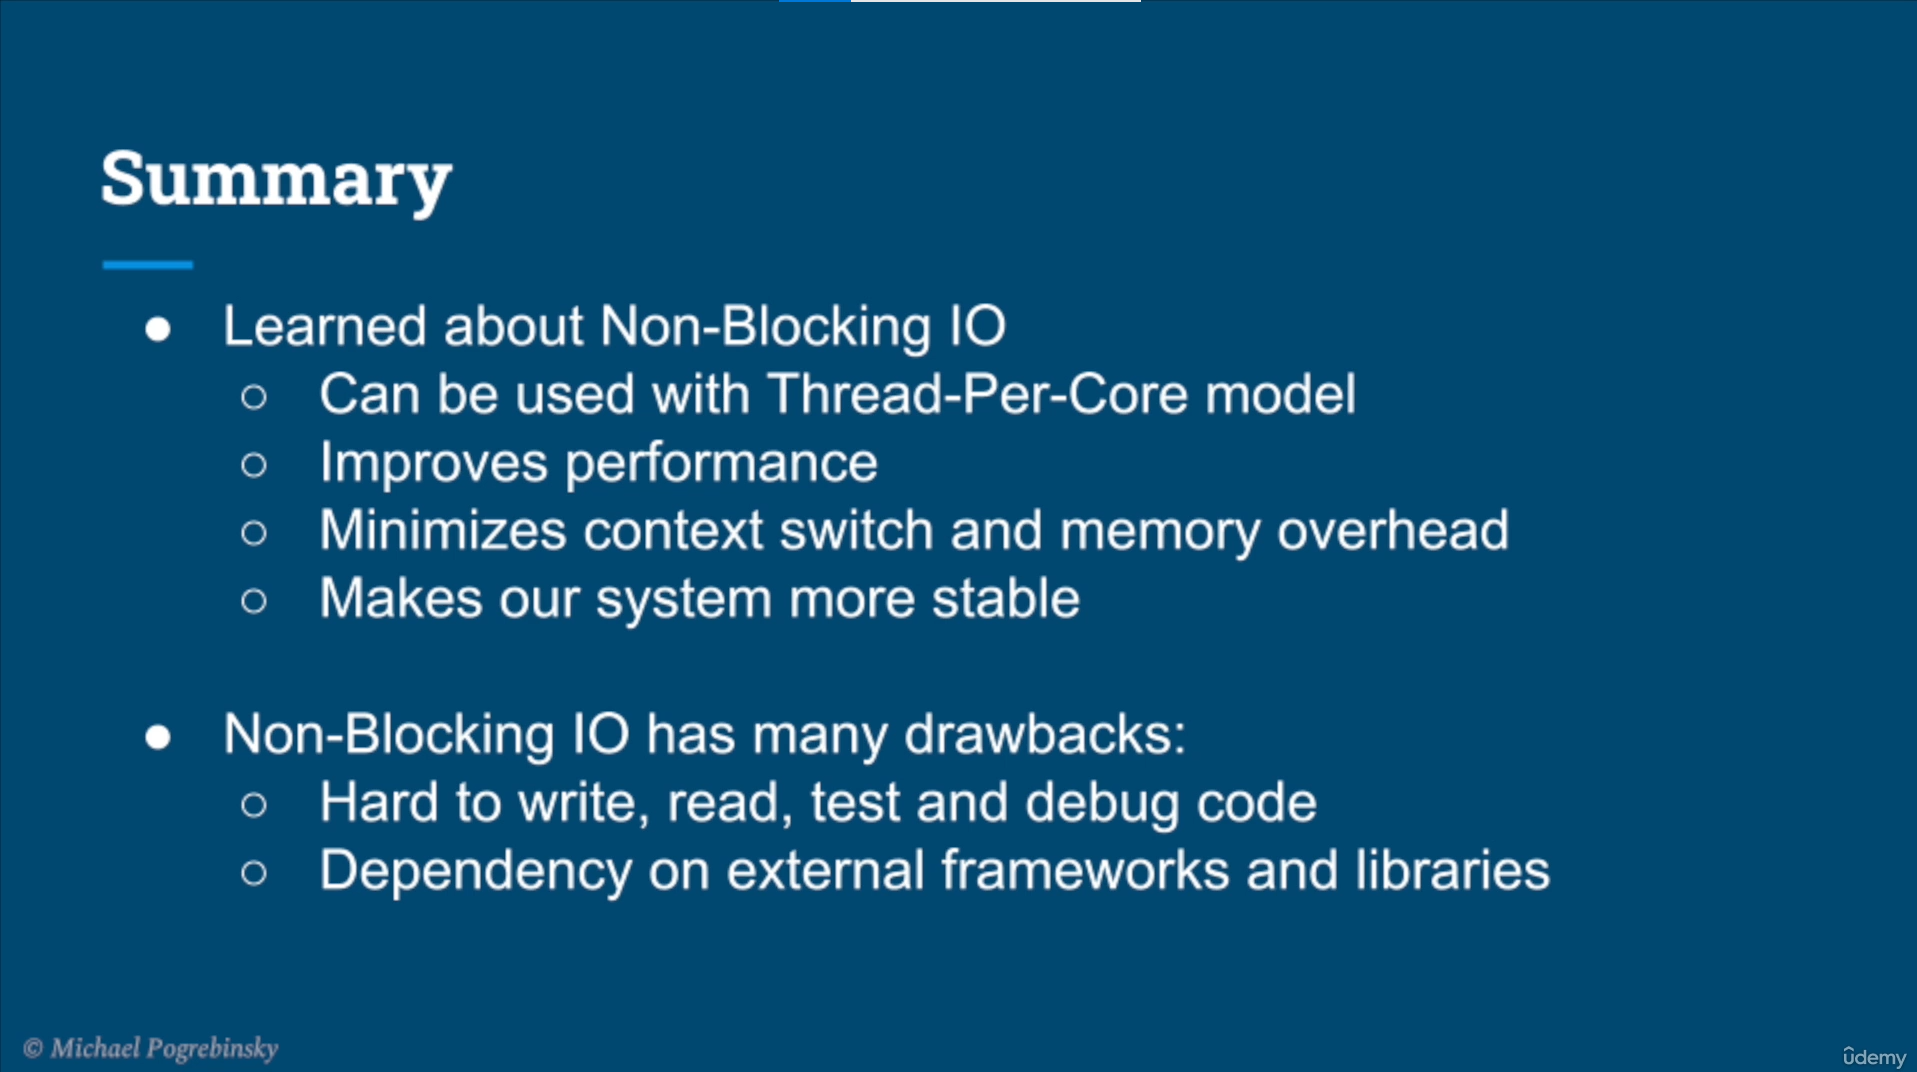 Summary
● Learned about Non-Blocking IO
○ Can be used with Thread-Per-Core model
○ Improves performance
○ Minimizes context switch and memory overhead
○ Makes our system more stable
● Non-Blocking IO has many drawbacks:
○ Hard to write, read, test and debug code
○ Dependency on external frameworks and libraries
© Michael Pogrebinsky
ûdemy